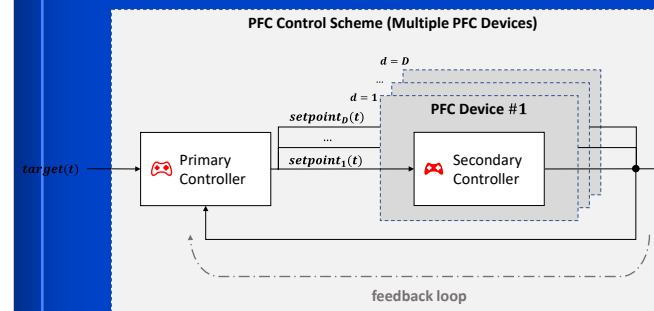 PFC Control Scheme (Multiple PFC Devices)
d = D
...
d = 1
PFC Device #1
setpoint_D(t)
...
setpoint_1(t)
target(t)
Primary
Controller
Secondary
Controller
feedback loop